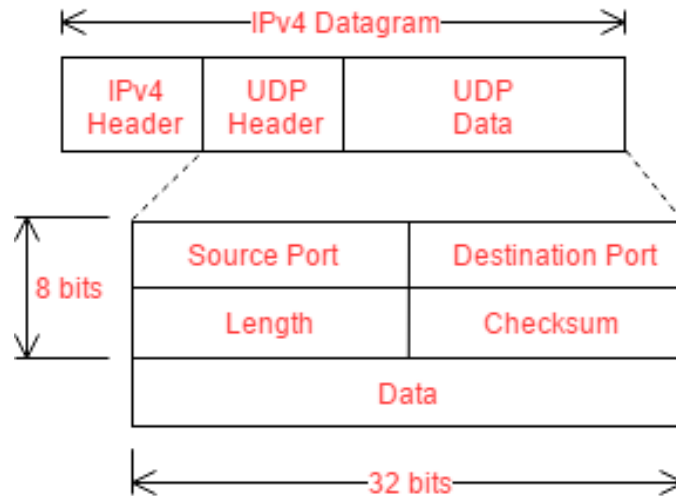 IPv4 Datagram
IPv4 Header
UDP Header
UDP Data
Source Port
Destination Port
8 bits
Length
Checksum
Data
32 bits